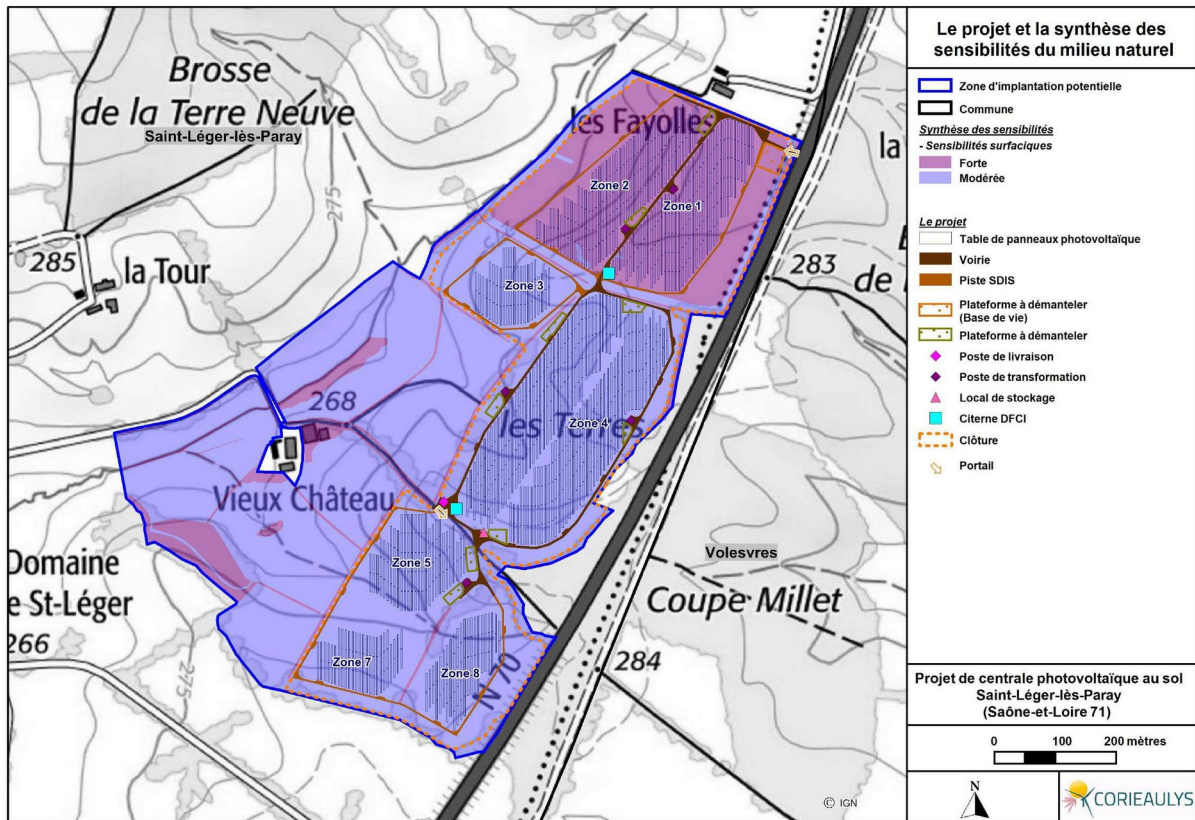 Brosse
de la Terre Neuve
Saint-Léger-lès-Paray
les Fayolles
la
Zone 2
Zone 1
275
285
la Tour
Zone 3
283
de
268
les Terres
Zone 4
Vieux Château
Zone 5
Volesvres
Domaine
St-Léger
266
Coupe Millet
Zone 7
Zone 8
275
N 70
284
© IGN
Le projet et la synthèse des
sensibilités du milieu naturel
Zone d'implantation potentielle
Commune
Synthèse des sensibilités
- Sensibilités surfaciques
Forte
Modérée
Le projet
Table de panneaux photovoltaïque
Voirie
Piste SDIS
Plateforme à démanteler
(Base de vie)
Plateforme à démanteler
Poste de livraison
Poste de transformation
Local de stockage
Citerne DFCI
Clôture
Portail
Projet de centrale photovoltaïque au sol
Saint-Léger-lès-Paray
(Saône-et-Loire 71)
0 100 200 mètres
N
CORIEAULYS